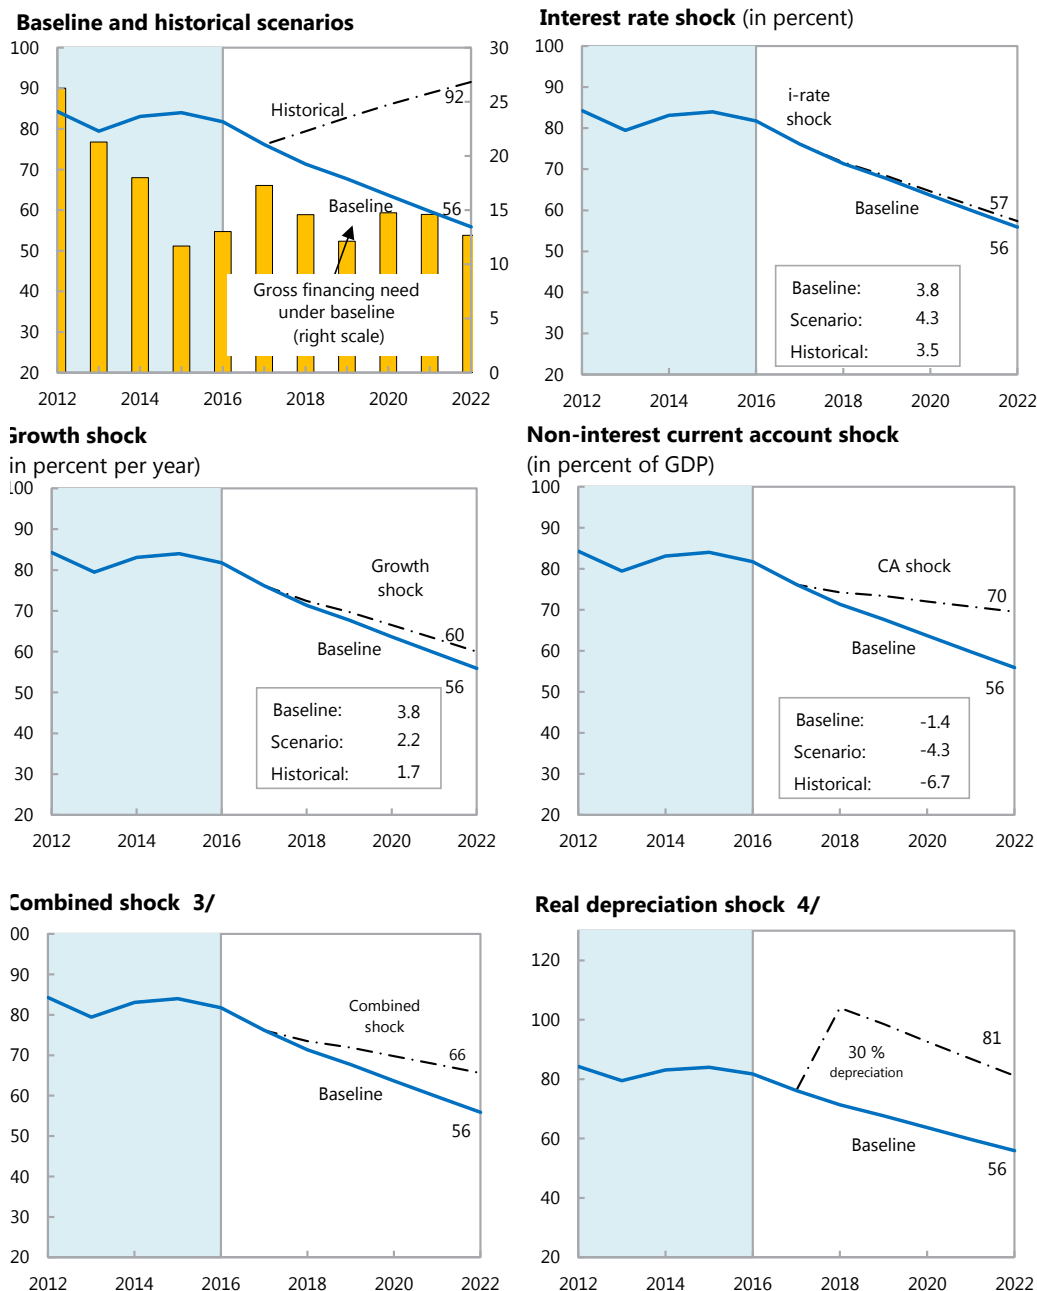 Baseline and historical scenarios
100
90
80
70
60
50
40
30
20
30
25
20
15
10
5
0
Historical
92
Baseline
56
Gross financing need
under baseline
(right scale)
2012 2014 2016 2018 2020 2022
Interest rate shock (in percent)
100
90
80
70
60
50
40
30
20
i-rate
shock
57
Baseline
56
Baseline: 3.8
Scenario: 4.3
Historical: 3.5
2012 2014 2016 2018 2020 2022
Growth shock
in percent per year)
100
90
80
70
60
50
40
30
20
Growth
shock
60
Baseline
56
Baseline: 3.8
Scenario: 2.2
Historical: 1.7
2012 2014 2016 2018 2020 2022
Non-interest current account shock
(in percent of GDP)
100
90
80
70
60
50
40
30
20
CA shock
70
Baseline
56
Baseline: -1.4
Scenario: -4.3
Historical: -6.7
2012 2014 2016 2018 2020 2022
Combined shock 3/
00
90
80
70
60
50
40
30
20
Combined
shock
66
Baseline
56
2012 2014 2016 2018 2020 2022
Real depreciation shock 4/
120
100
80
60
40
20
81
30 %
depreciation
Baseline
56
2012 2014 2016 2018 2020 2022